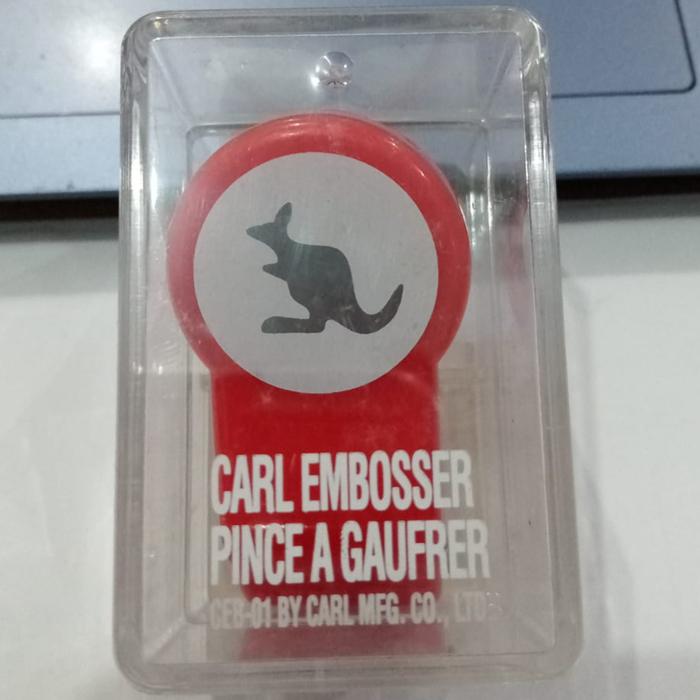 CARL EMBOSSER
PINCE A GAUFRER
CEB-01 BY CARL MFG. CO., LTD.